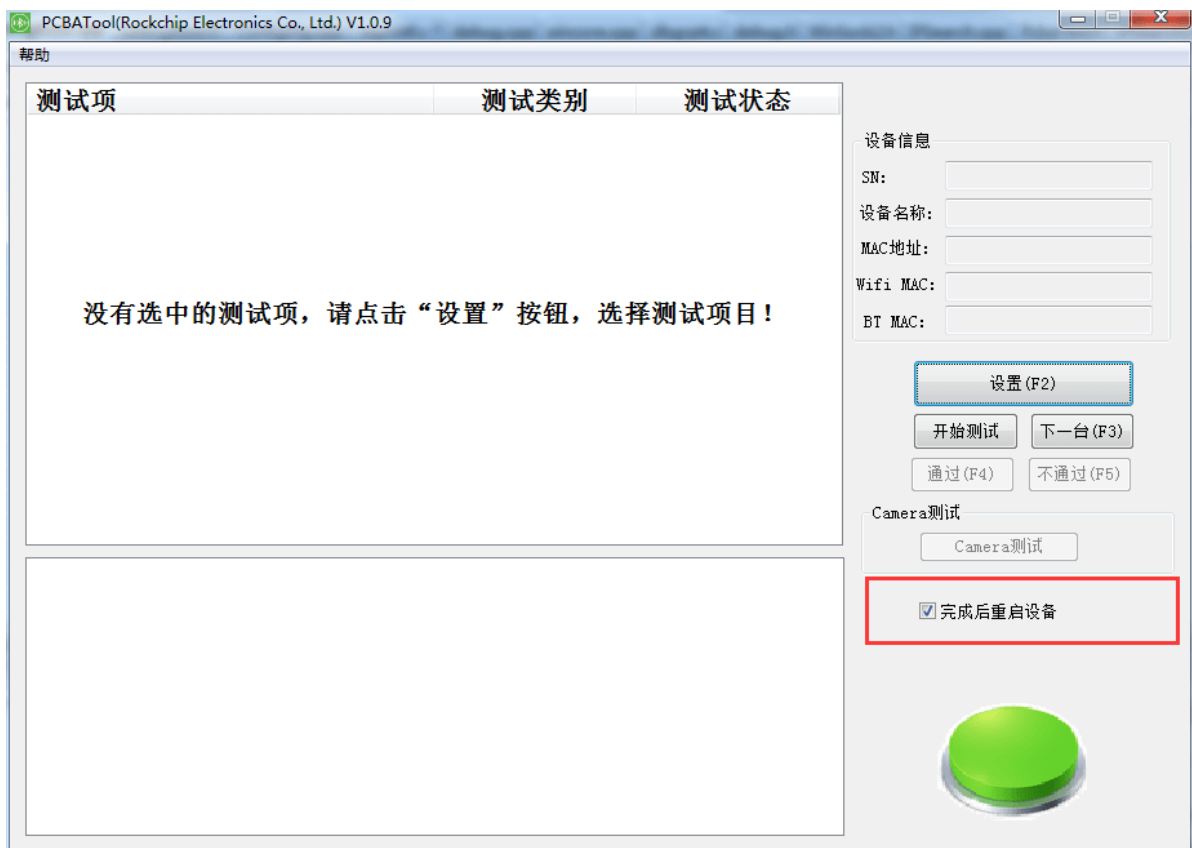 PCBATool(Rockchip Electronics Co., Ltd.) V1.0.9
帮助
测试项 测试类别 测试状态
没有选中的测试项，请点击“设置”按钮，选择测试项目！
设备信息
SN:
设备名称:
MAC地址:
Wifi MAC:
BT MAC:
设置(F2)
开始测试 下一台(F3)
通过(F4) 不通过(F5)
Camera测试
Camera测试
完成后重启设备